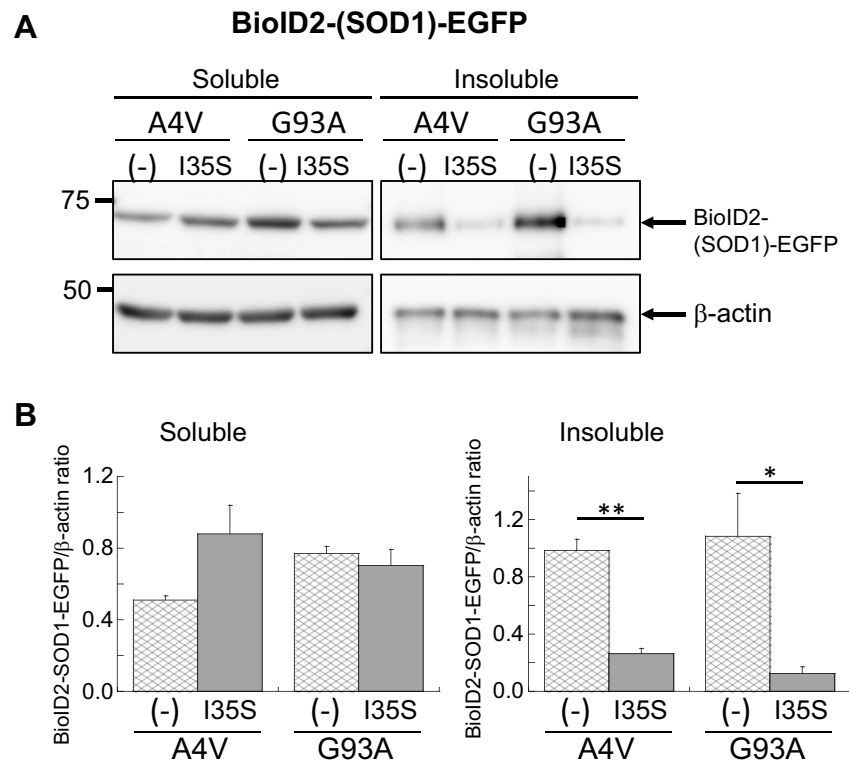 A
BioID2-(SOD1)-EGFP
Soluble Insoluble
A4V G93A A4V G93A
(-) I35S (-) I35S (-) I35S (-) I35S
75
BioID2-
(SOD1)-EGFP
50
β-actin
B
Soluble Insoluble
BioID2-SOD1-EGFP/β-actin ratio
1.2
0.8
0.4
0.0
(-) I35S (-) I35S
A4V G93A
BioID2-SOD1-EGFP/β-actin ratio
** *
1.2
0.8
0.4
0.0
(-) I35S (-) I35S
A4V G93A